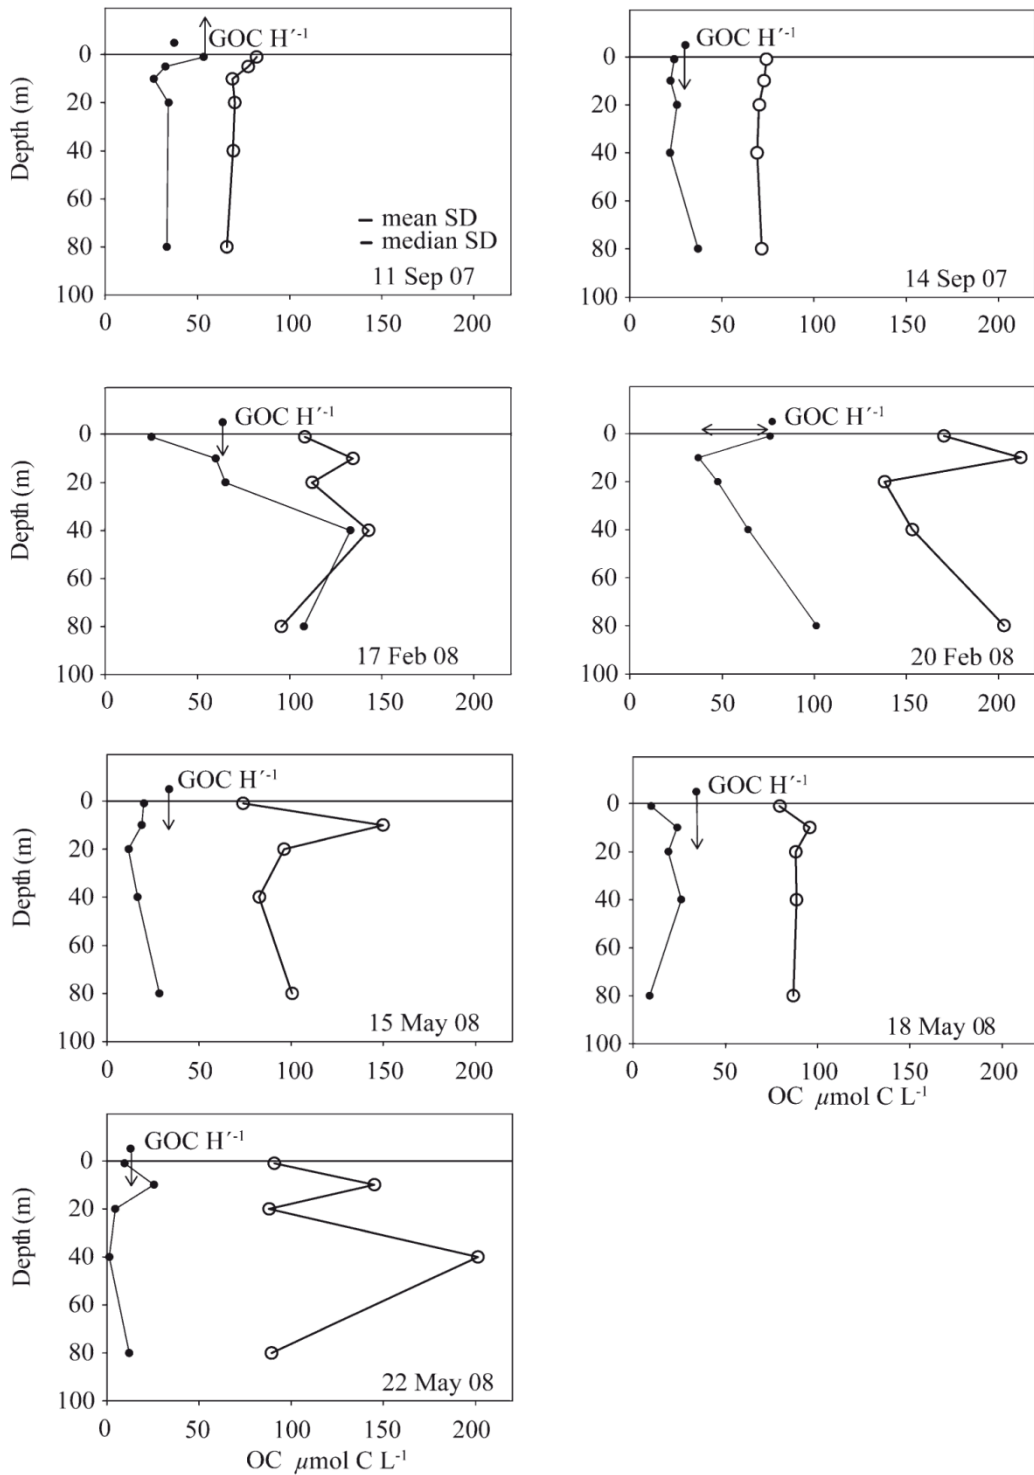 GOC H′⁻¹
0
20
40
60
80
100
Depth (m)
– mean SD
– median SD
11 Sep 07
0 50 100 150 200
GOC H′⁻¹
0
20
40
60
80
100
14 Sep 07
0 50 100 150 200
GOC H′⁻¹
0
20
40
60
80
100
Depth (m)
17 Feb 08
0 50 100 150 200
GOC H′⁻¹
0
20
40
60
80
100
20 Feb 08
0 50 100 150 200
GOC H′⁻¹
0
20
40
60
80
100
Depth (m)
15 May 08
0 50 100 150 200
GOC H′⁻¹
0
20
40
60
80
100
18 May 08
0 50 100 150 200
OC μmol C L⁻¹
GOC H′⁻¹
0
20
40
60
80
100
Depth (m)
22 May 08
0 50 100 150 200
OC μmol C L⁻¹